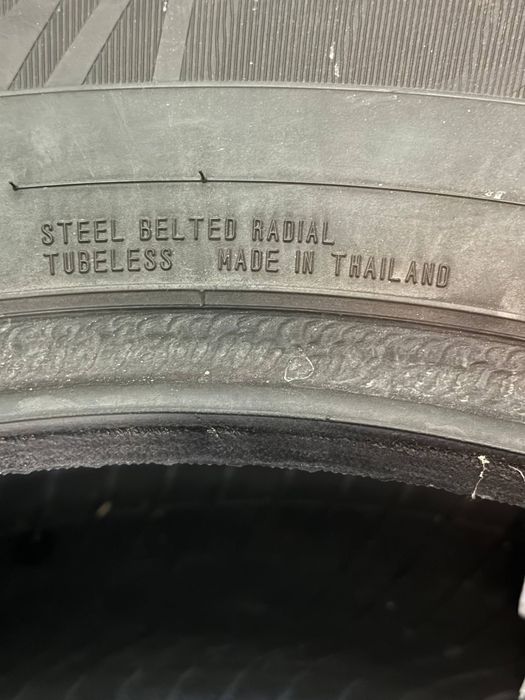 STEEL BELTED RADIAL
TUBELESS MADE IN THAILAND